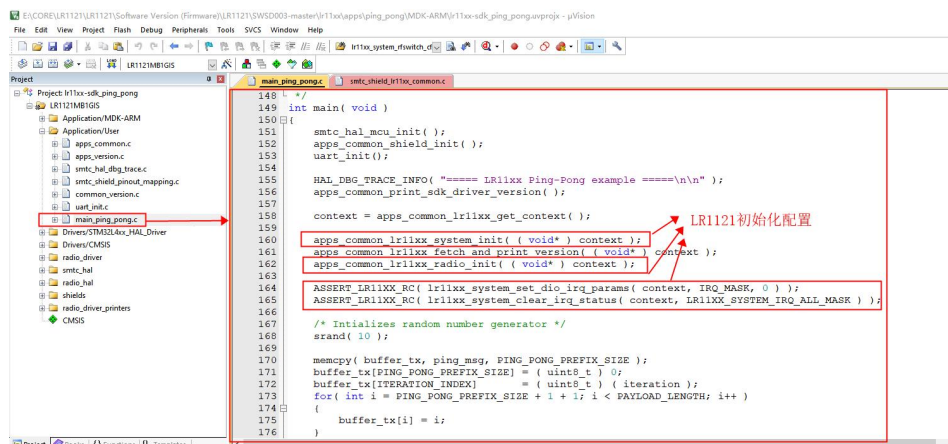 E:\CORE\LR1121\LR1121\Software Version (Firmware)\LR1121\SWSD003-master\lr11xx\apps\ping_pong\MDK-ARM\lr11xx-sdk_ping_pong.uvprojx - µVision
File Edit View Project Flash Debug Peripherals Tools SVCS Window Help
lr11xx_system_rfswitch_cf
LR1121MB1GIS
Project
main_ping_pong.c smtc_shield_lr11xx_common.c
Project: lr11xx-sdk_ping_pong
LR1121MB1GIS
Application/MDK-ARM
Application/User
apps_common.c
apps_version.c
smtc_hal_dbg_trace.c
smtc_shield_pinout_mapping.c
common_version.c
uart_init.c
main_ping_pong.c
Drivers/STM32L4xx_HAL_Driver
Drivers/CMSIS
radio_driver
smtc_hal
radio_hal
shields
radio_driver_printers
CMSIS
148 */
149 int main( void )
150 {
151 smtc_hal_mcu_init( );
152 apps_common_shield_init( );
153 uart_init();
154
155 HAL_DBG_TRACE_INFO( "===== LR11xx Ping-Pong example =====\n\n" );
156 apps_common_print_sdk_driver_version( );
157
158 context = apps_common_lr11xx_get_context( );
159
160 apps_common_lr11xx_system_init( ( void* ) context );
161 apps_common_lr11xx_fetch_and_print_version( ( void* ) context );
162 apps_common_lr11xx_radio_init( ( void* ) context );
163
164 ASSERT_LR11XX_RC( lr11xx_system_set_dio_irq_params( context, IRQ_MASK, 0 ) );
165 ASSERT_LR11XX_RC( lr11xx_system_clear_irq_status( context, LR11XX_SYSTEM_IRQ_ALL_MASK ) );
166
167 /* Intializes random number generator */
168 srand( 10 );
169
170 memcpy( buffer_tx, ping_msg, PING_PONG_PREFIX_SIZE );
171 buffer_tx[PING_PONG_PREFIX_SIZE] = ( uint8_t ) 0;
172 buffer_tx[ITERATION_INDEX] = ( uint8_t ) ( iteration );
173 for( int i = PING_PONG_PREFIX_SIZE + 1 + 1; i < PAYLOAD_LENGTH; i++ )
174 {
175 buffer_tx[i] = i;
176 }
LR1121初始化配置